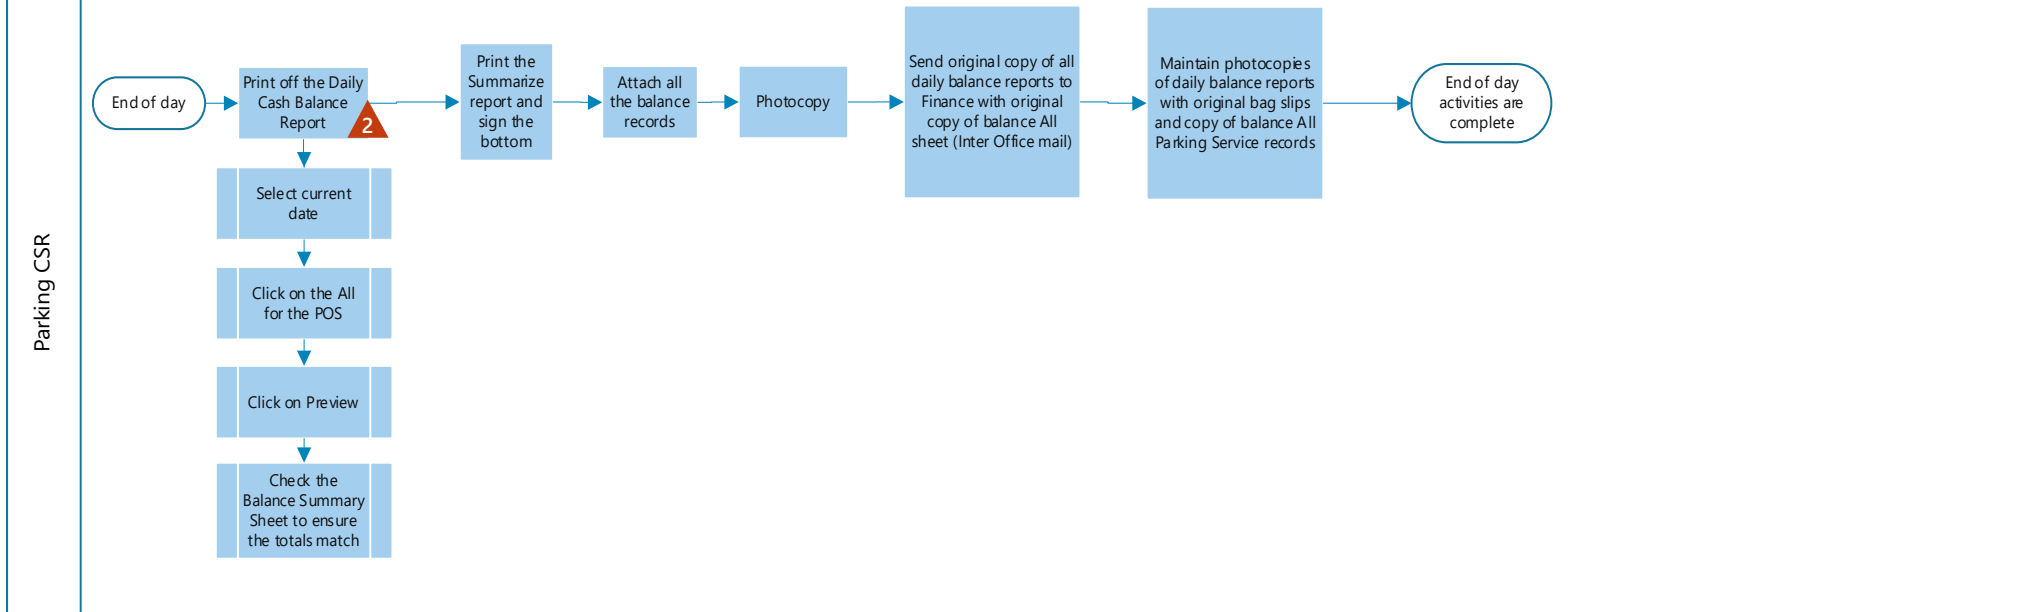 Parking CSR
End of day
Print off the Daily
Cash Balance
Report
2
Print the
Summarize
report and
sign the
bottom
Attach all
the balance
records
Photocopy
Send original copy of all
daily balance reports to
Finance with original
copy of balance All
sheet (Inter Office mail)
Maintain photocopies
of daily balance reports
with original bag slips
and copy of balance All
Parking Service records
End of day
activities are
complete
Select current
date
Click on the All
for the POS
Click on Preview
Check the
Balance Summary
Sheet to ensure
the totals match